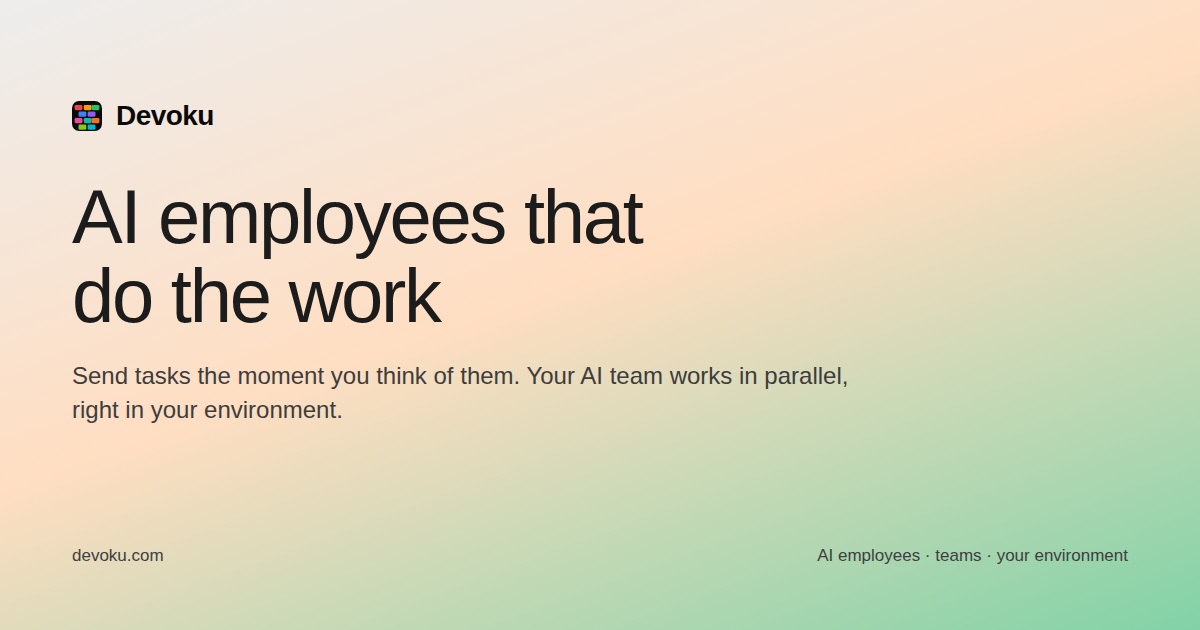 Devoku
AI employees that
do the work
Send tasks the moment you think of them. Your AI team works in parallel,
right in your environment.
devoku.com
AI employees · teams · your environment